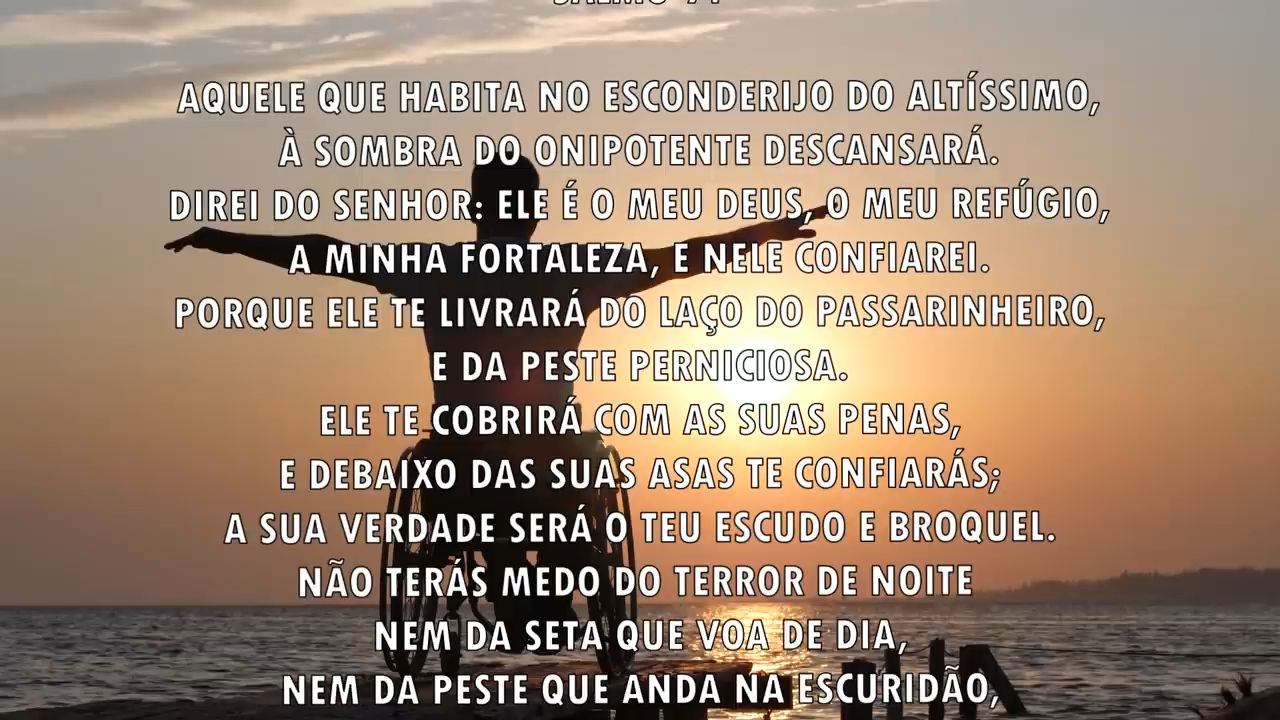 AQUELE QUE HABITA NO ESCONDERIJO DO ALTÍSSIMO,
À SOMBRA DO ONIPOTENTE DESCANSARÁ.
DIREI DO SENHOR: ELE É O MEU DEUS, O MEU REFÚGIO,
A MINHA FORTALEZA, E NELE CONFIAREI.
PORQUE ELE TE LIVRARÁ DO LAÇO DO PASSARINHEIRO,
E DA PESTE PERNICIOSA.
ELE TE COBRIRÁ COM AS SUAS PENAS,
E DEBAIXO DAS SUAS ASAS TE CONFIARÁS;
A SUA VERDADE SERÁ O TEU ESCUDO E BROQUEL.
NÃO TERÁS MEDO DO TERROR DE NOITE
NEM DA SETA QUE VOA DE DIA,
NEM DA PESTE QUE ANDA NA ESCURIDÃO,